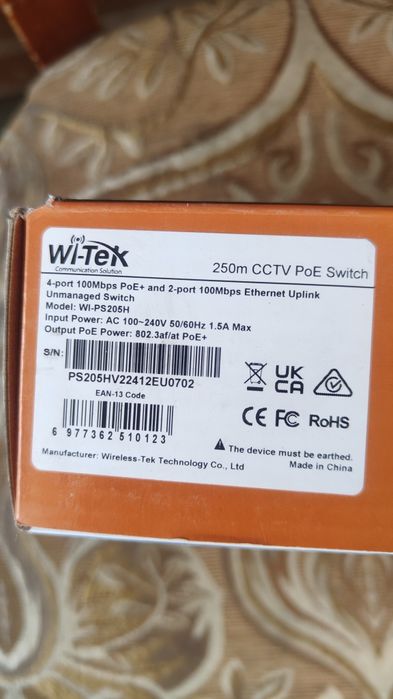 Wi-Tek
Communication Solution
250m CCTV PoE Switch
4-port 100Mbps PoE+ and 2-port 100Mbps Ethernet Uplink
Unmanaged Switch
Model: WI-PS205H
Input Power: AC 100~240V 50/60Hz 1.5A Max
Output PoE Power: 802.3af/at PoE+
S/N:
PS205HV22412EU0702
EAN-13 Code
6 977362 510123
UK
CA
CE FC RoHS
The device must be earthed.
Manufacturer: Wireless-Tek Technology Co., Ltd
Made in China